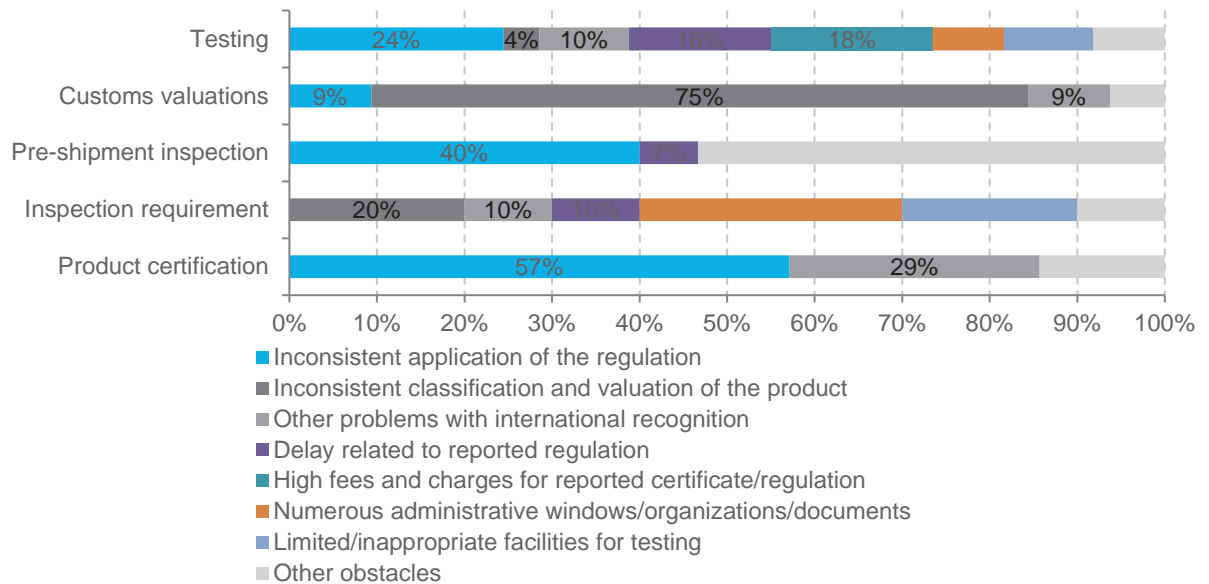 Testing 24% 4% 10% 16% 18%
Customs valuations 9% 75% 9%
Pre-shipment inspection 40% 7%
Inspection requirement 20% 10% 10%
Product certification 57% 29%
0% 10% 20% 30% 40% 50% 60% 70% 80% 90% 100%
Inconsistent application of the regulation
Inconsistent classification and valuation of the product
Other problems with international recognition
Delay related to reported regulation
High fees and charges for reported certificate/regulation
Numerous administrative windows/organizations/documents
Limited/inappropriate facilities for testing
Other obstacles